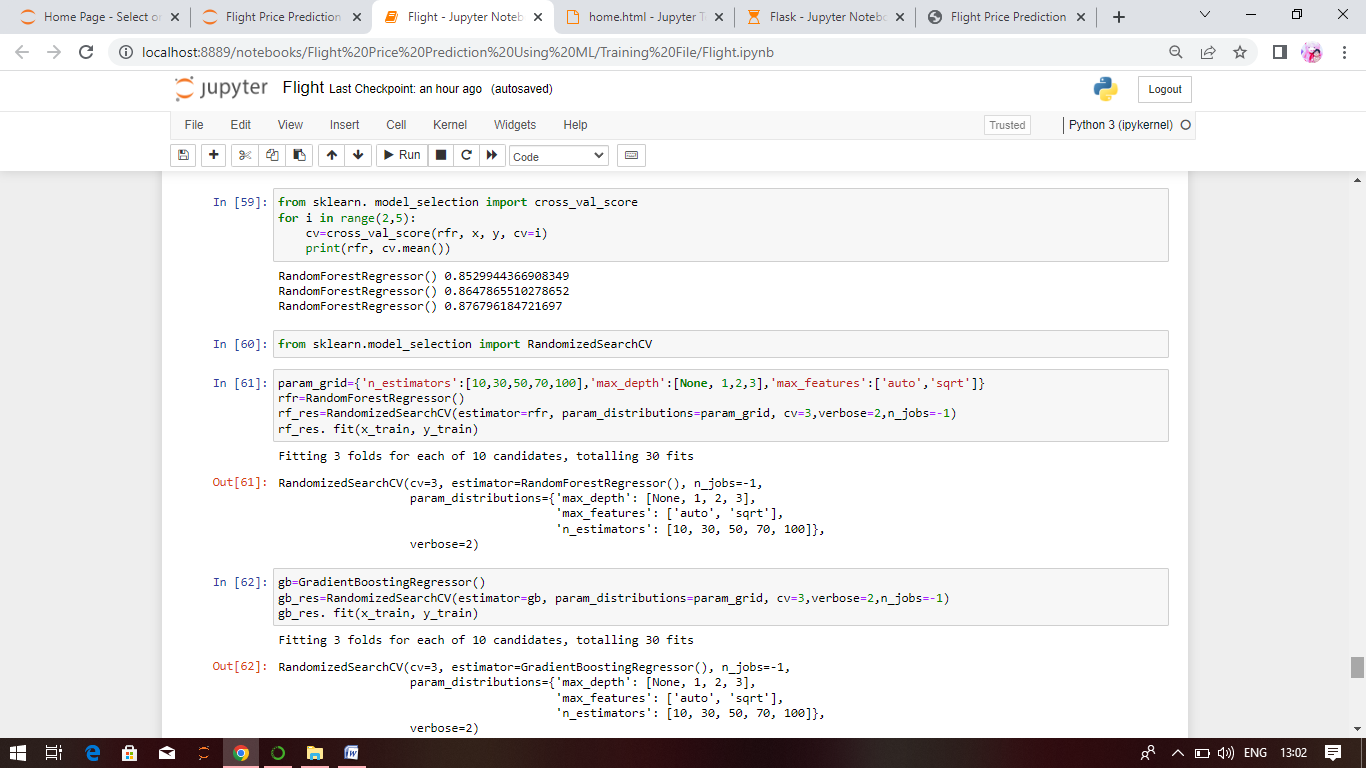 Home Page - Select or
Flight Price Prediction
Flight - Jupyter Noteb
home.html - Jupyter T
Flask - Jupyter Notebo
Flight Price Prediction
localhost:8889/notebooks/Flight%20Price%20Prediction%20Using%20ML/Training%20File/Flight.ipynb
jupyter Flight Last Checkpoint: an hour ago (autosaved)
Logout
File Edit View Insert Cell Kernel Widgets Help
Trusted
Python 3 (ipykernel)
Run
Code
In [59]: from sklearn. model_selection import cross_val_score
for i in range(2,5):
    cv=cross_val_score(rfr, x, y, cv=i)
    print(rfr, cv.mean())
RandomForestRegressor() 0.8529944366908349
RandomForestRegressor() 0.8647865510278652
RandomForestRegressor() 0.876796184721697
In [60]: from sklearn.model_selection import RandomizedSearchCV
In [61]: param_grid={'n_estimators':[10,30,50,70,100],'max_depth':[None, 1,2,3],'max_features':['auto','sqrt']}
rfr=RandomForestRegressor()
rf_res=RandomizedSearchCV(estimator=rfr, param_distributions=param_grid, cv=3,verbose=2,n_jobs=-1)
rf_res. fit(x_train, y_train)
Fitting 3 folds for each of 10 candidates, totalling 30 fits
Out[61]: RandomizedSearchCV(cv=3, estimator=RandomForestRegressor(), n_jobs=-1,
param_distributions={'max_depth': [None, 1, 2, 3],
'max_features': ['auto', 'sqrt'],
'n_estimators': [10, 30, 50, 70, 100]},
verbose=2)
In [62]: gb=GradientBoostingRegressor()
gb_res=RandomizedSearchCV(estimator=gb, param_distributions=param_grid, cv=3,verbose=2,n_jobs=-1)
gb_res. fit(x_train, y_train)
Fitting 3 folds for each of 10 candidates, totalling 30 fits
Out[62]: RandomizedSearchCV(cv=3, estimator=GradientBoostingRegressor(), n_jobs=-1,
param_distributions={'max_depth': [None, 1, 2, 3],
'max_features': ['auto', 'sqrt'],
'n_estimators': [10, 30, 50, 70, 100]},
verbose=2)
ENG 13:02